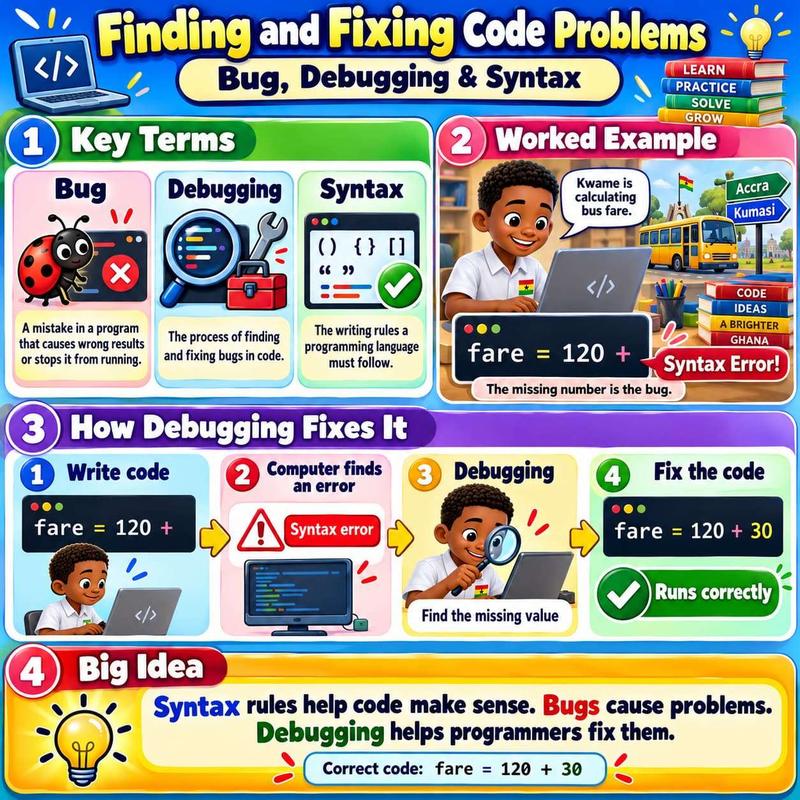 Finding and Fixing Code Problems
</>
Bug, Debugging & Syntax
LEARN
PRACTICE
SOLVE
GROW
1 Key Terms
Bug
A mistake in a program
that causes wrong results
or stops it from running.
Debugging
The process of finding
and fixing bugs in code.
Syntax
() {} []
“ ”
The writing rules a
programming language
must follow.
2 Worked Example
Kwame is
calculating
bus fare.
Accra
Kumasi
</>
CODE
IDEAS
A BRIGHTER
GHANA
fare = 120 +
Syntax Error!
The missing number is the bug.
3 How Debugging Fixes It
1 Write code
fare = 120 +
</>
2 Computer finds
an error
Syntax error
3 Debugging
Find the missing value
4 Fix the code
fare = 120 + 30
Runs correctly
4 Big Idea
Syntax rules help code make sense. Bugs cause problems.
Debugging helps programmers fix them.
Correct code: fare = 120 + 30